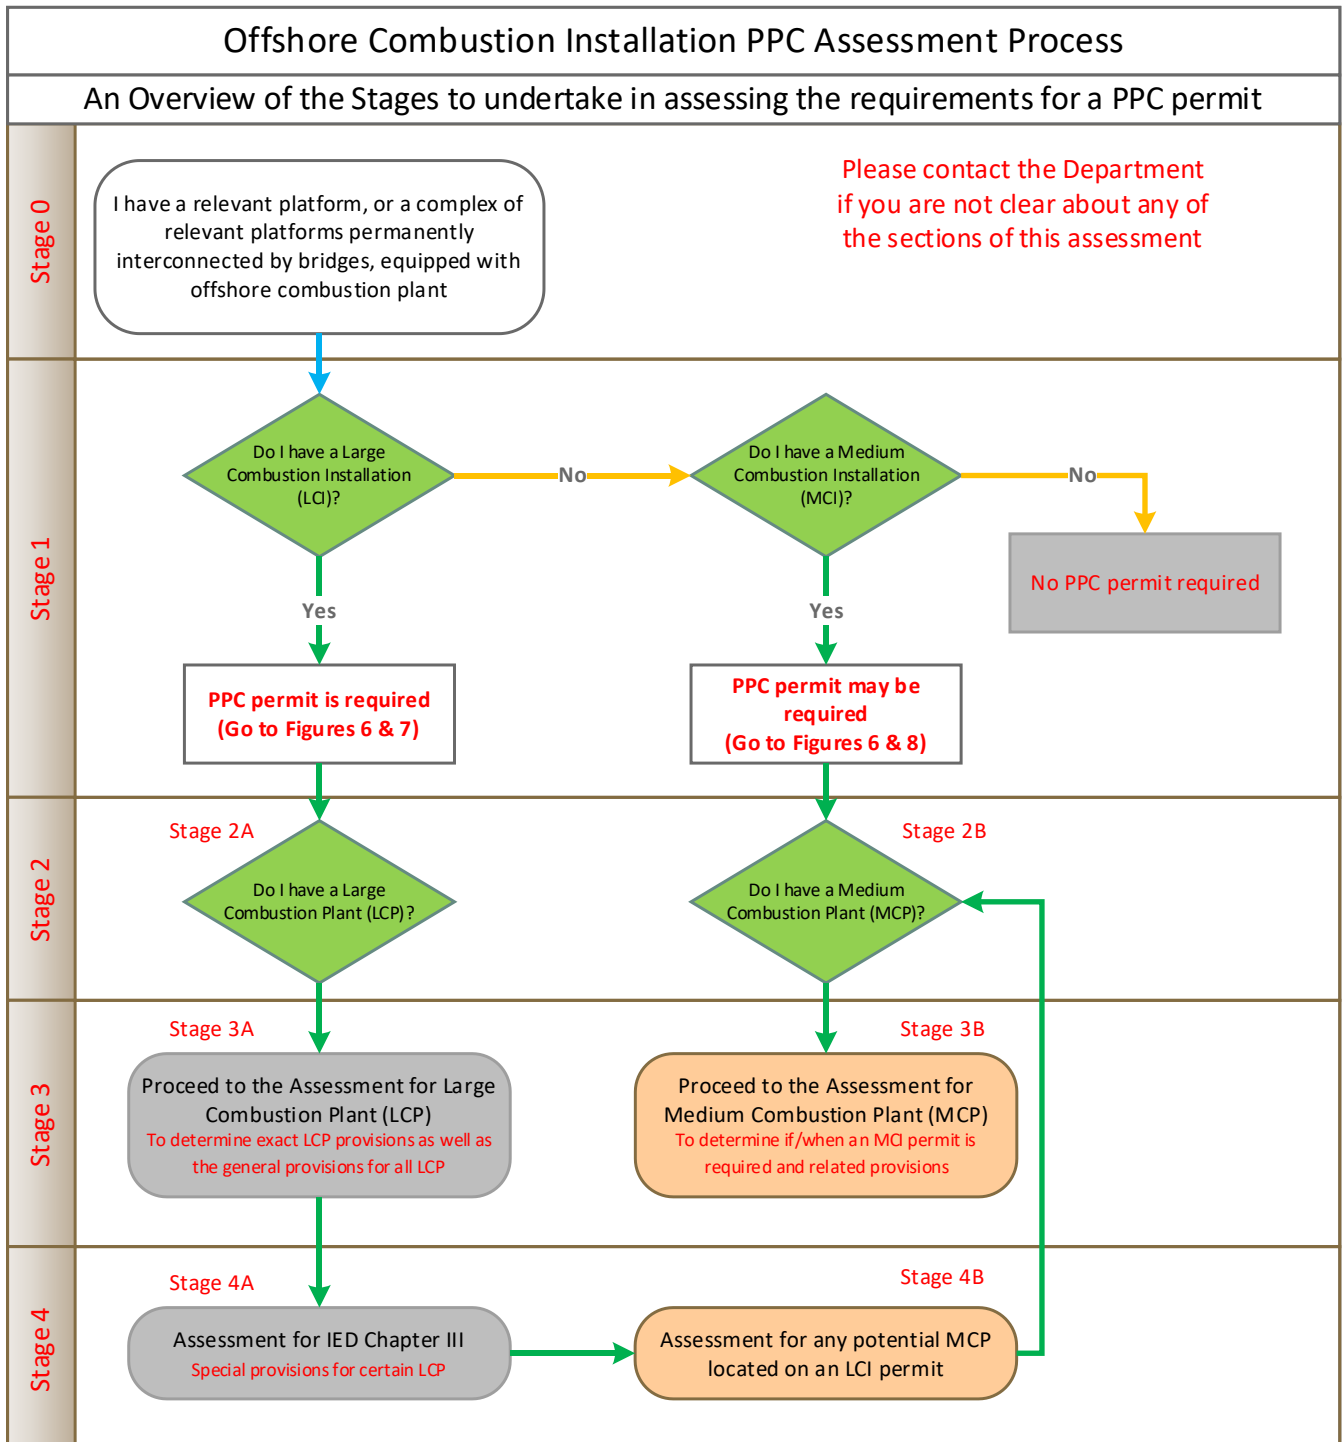 Offshore Combustion Installation PPC Assessment Process
An Overview of the Stages to undertake in assessing the requirements for a PPC permit
Stage 0
I have a relevant platform, or a complex of
relevant platforms permanently
interconnected by bridges, equipped with
offshore combustion plant
Please contact the Department
if you are not clear about any of
the sections of this assessment
Stage 1
Do I have a Large
Combustion Installation
(LCI)?
No
Do I have a Medium
Combustion Installation
(MCI)?
No
No PPC permit required
Yes
Yes
PPC permit is required
(Go to Figures 6 & 7)
PPC permit may be
required
(Go to Figures 6 & 8)
Stage 2
Stage 2A
Do I have a Large
Combustion Plant (LCP)?
Stage 2B
Do I have a Medium
Combustion Plant (MCP)?
Stage 3
Stage 3A
Proceed to the Assessment for Large
Combustion Plant (LCP)
To determine exact LCP provisions as well as
the general provisions for all LCP
Stage 3B
Proceed to the Assessment for
Medium Combustion Plant (MCP)
To determine if/when an MCI permit is
required and related provisions
Stage 4
Stage 4A
Assessment for IED Chapter III
Special provisions for certain LCP
Stage 4B
Assessment for any potential MCP
located on an LCI permit